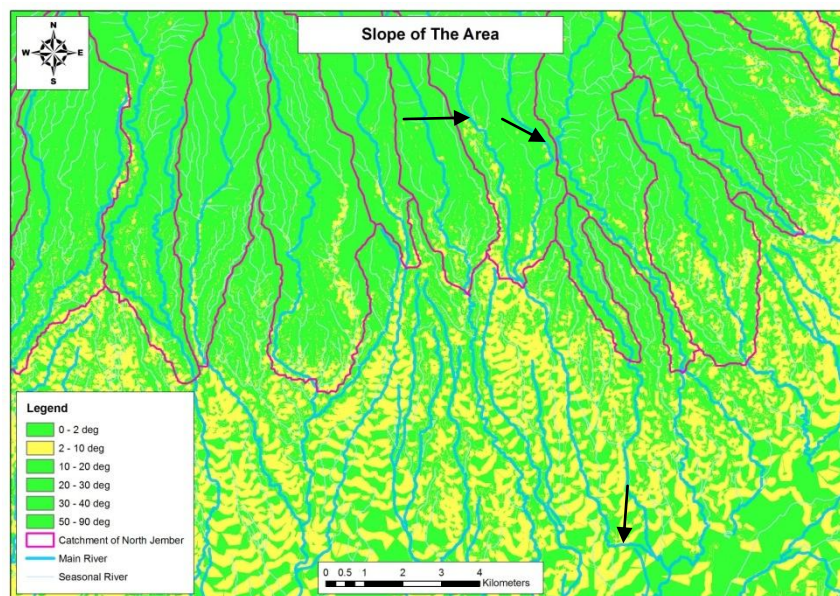 Slope of The Area
N
W E
S
Legend
0 - 2 deg
2 - 10 deg
10 - 20 deg
20 - 30 deg
30 - 40 deg
50 - 90 deg
Catchment of North Jember
Main River
Seasonal River
0 0.5 1 2 3 4
Kilometers